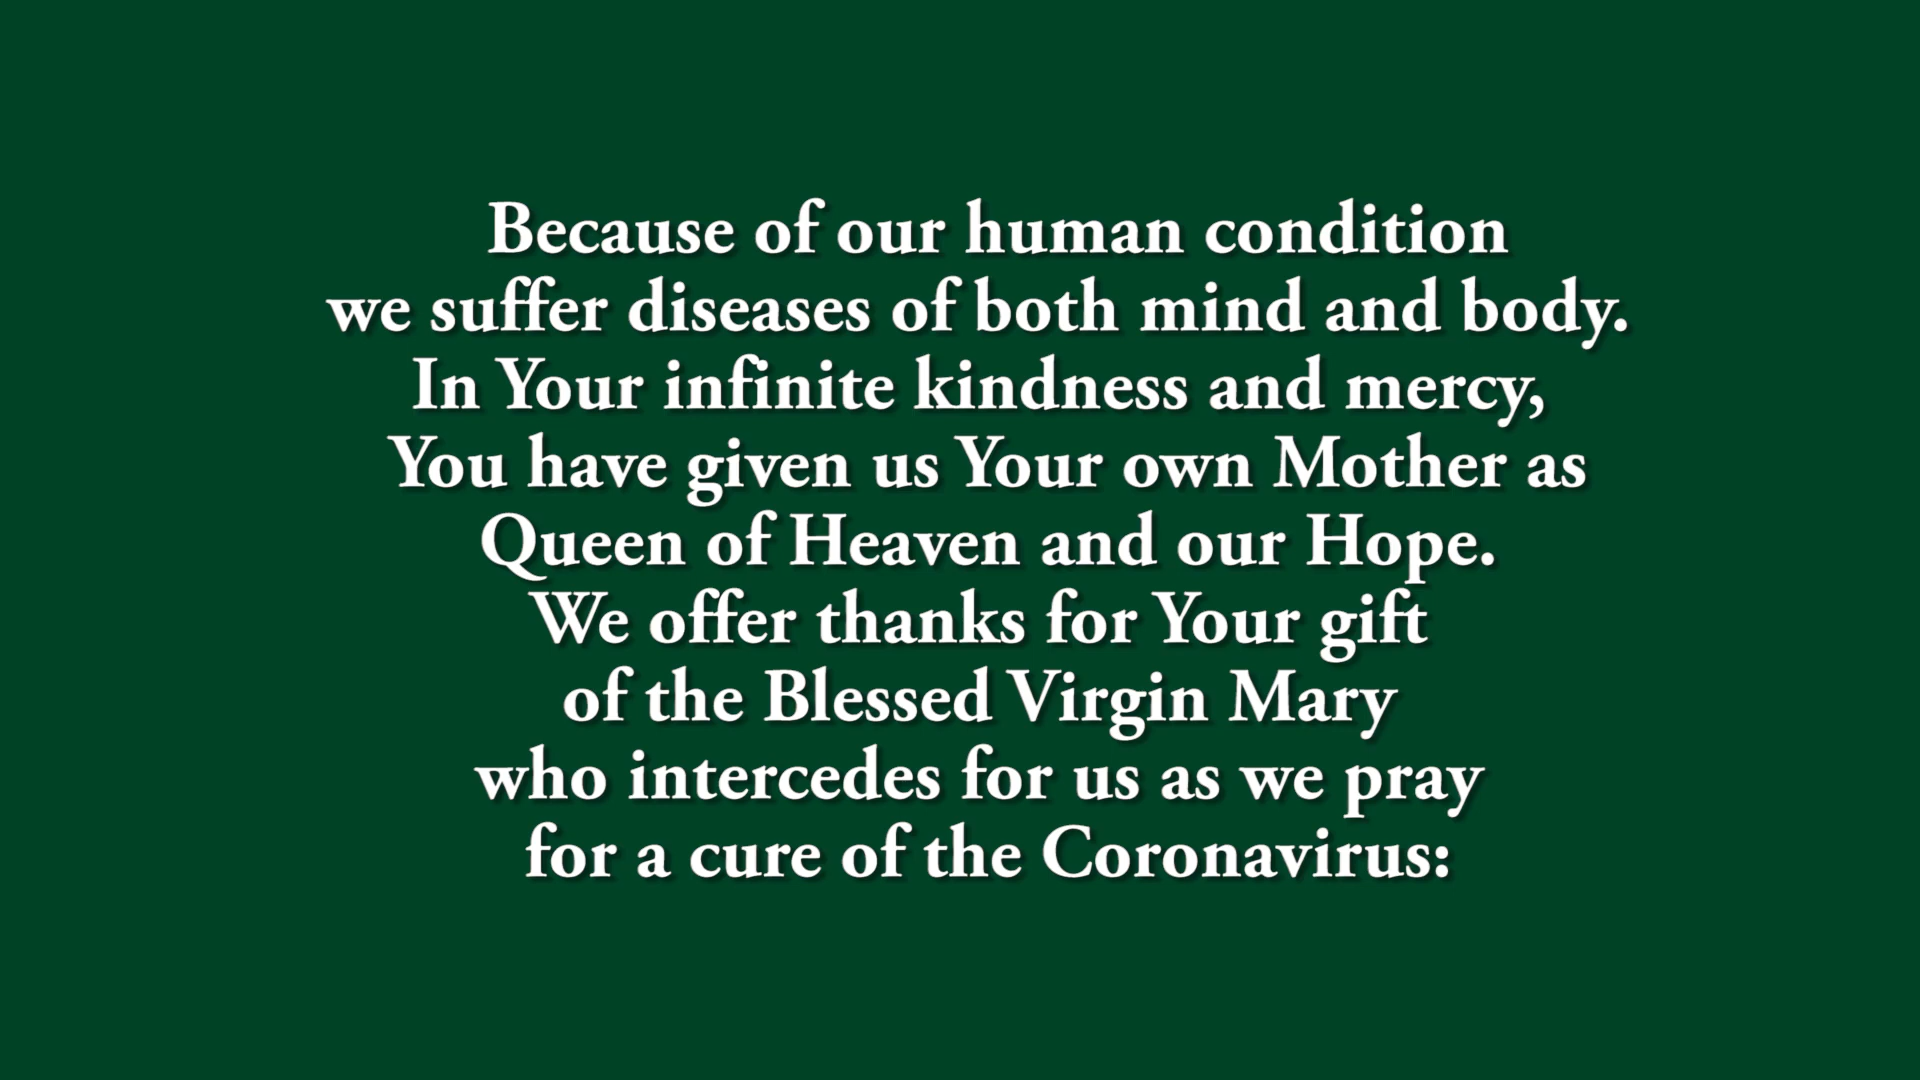 Because of our human condition
we suffer diseases of both mind and body.
In Your infinite kindness and mercy,
You have given us Your own Mother as
Queen of Heaven and our Hope.
We offer thanks for Your gift
of the Blessed Virgin Mary
who intercedes for us as we pray
for a cure of the Coronavirus: